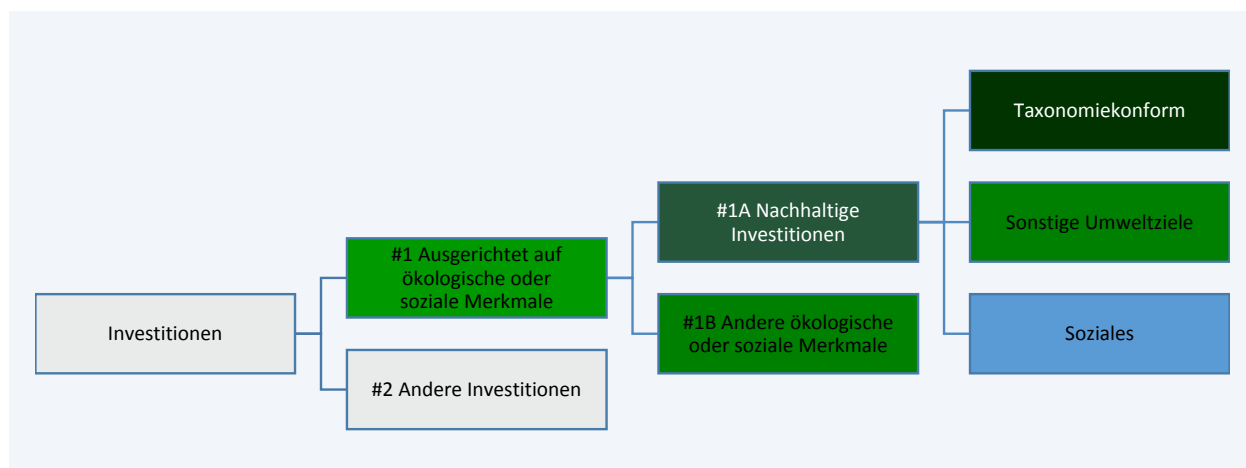 Investitionen
#1 Ausgerichtet auf
ökologische oder
soziale Merkmale
#2 Andere Investitionen
#1A Nachhaltige
Investitionen
#1B Andere ökologische
oder soziale Merkmale
Taxonomiekonform
Sonstige Umweltziele
Soziales